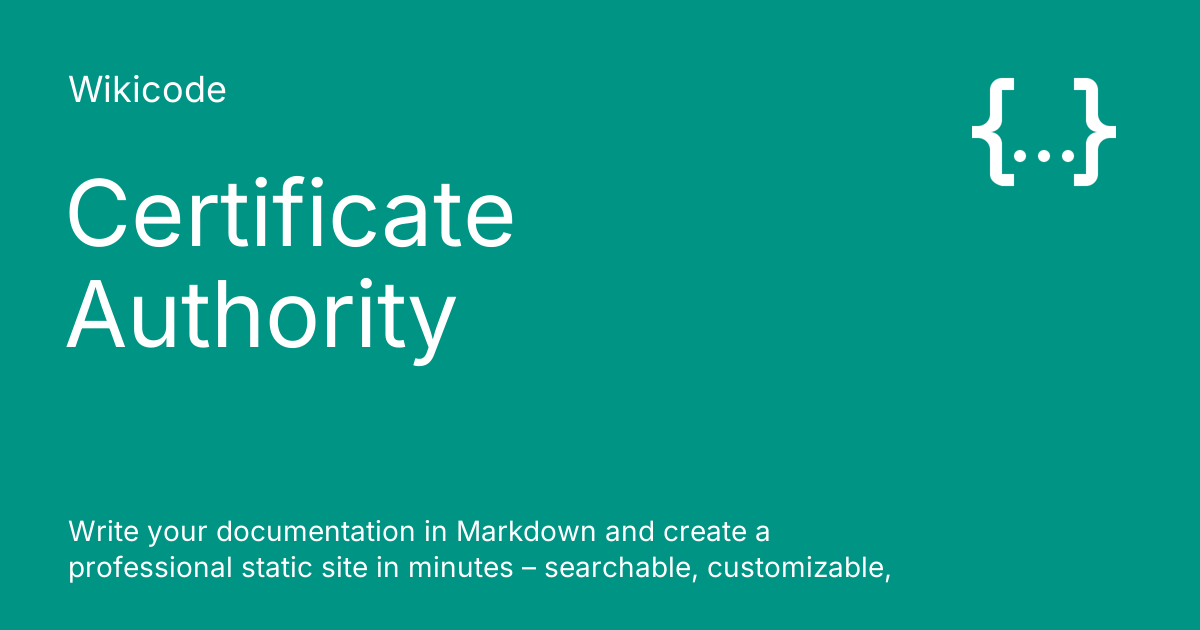 Wikicode
{...}
Certificate
Authority
Write your documentation in Markdown and create a
professional static site in minutes – searchable, customizable,